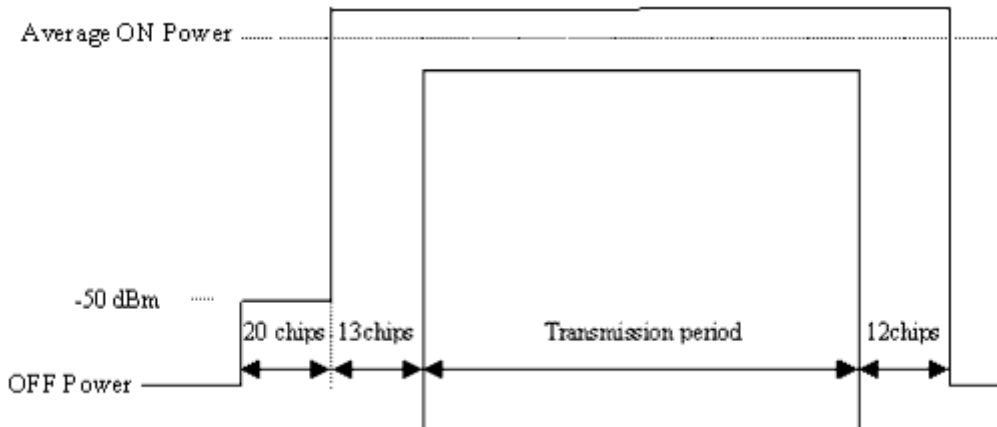 Average ON Power
-50 dBm
20 chips 13chips Transmission period 12chips
OFF Power